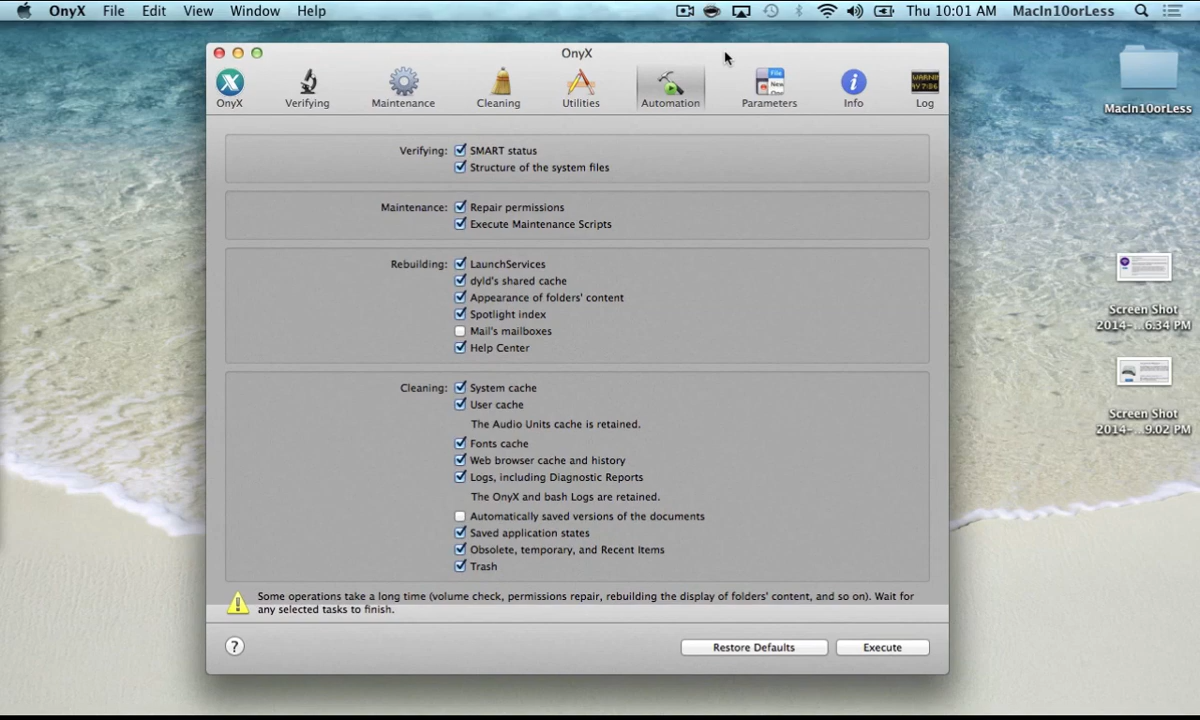 OnyX File Edit View Window Help Thu 10:01 AM MacIn10orLess
OnyX
OnyX Verifying Maintenance Cleaning Utilities Automation Parameters Info Log
MacIn10orLess
Verifying: SMART status
Structure of the system files
Maintenance: Repair permissions
Execute Maintenance Scripts
Rebuilding: LaunchServices
dyld's shared cache
Appearance of folders' content
Spotlight index
Mail's mailboxes
Help Center
Screen Shot
2014-...6.34 PM
Cleaning: System cache
User cache
The Audio Units cache is retained.
Fonts cache
Web browser cache and history
Logs, including Diagnostic Reports
The OnyX and bash Logs are retained.
Automatically saved versions of the documents
Saved application states
Obsolete, temporary, and Recent Items
Trash
Screen Shot
2014-...9.02 PM
Some operations take a long time (volume check, permissions repair, rebuilding the display of folders' content, and so on). Wait for
any selected tasks to finish.
? Restore Defaults Execute